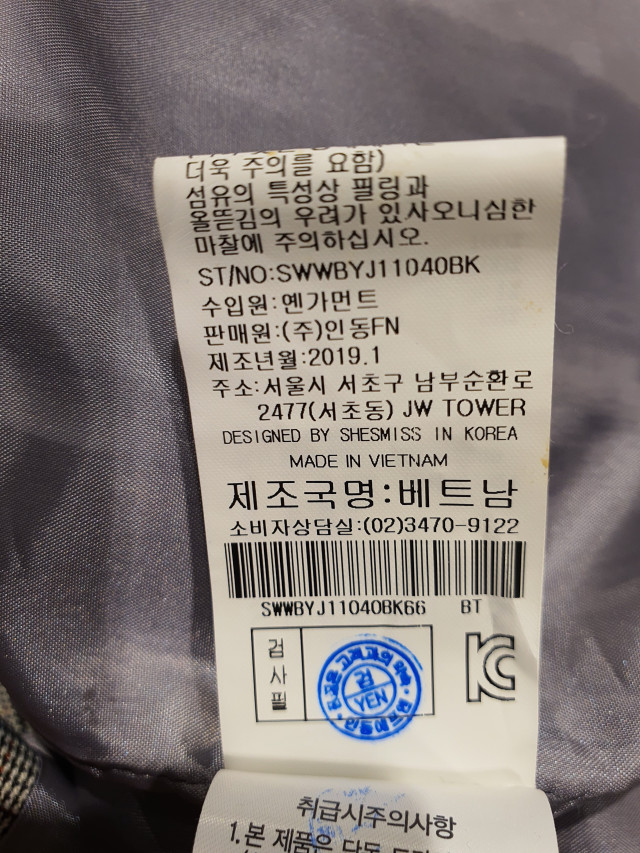 더욱 주의를 요함)
섬유의 특성상 필링과
올뜯김의 우려가 있사오니심한
마찰에 주의하십시오.
ST/NO:SWWBYJ11040BK
수입원:옌가먼트
판매원:(주)인동FN
제조년월:2019.1
주소:서울시 서초구 남부순환로
2477(서초동) JW TOWER
DESIGNED BY SHESMISS IN KOREA
MADE IN VIETNAM
제조국명:베트남
소비자상담실:(02)3470-9122
SWWBYJ11040BK66 BT
검사필
검
YEN
고객과의
취급시주의사항
1.본 제품은